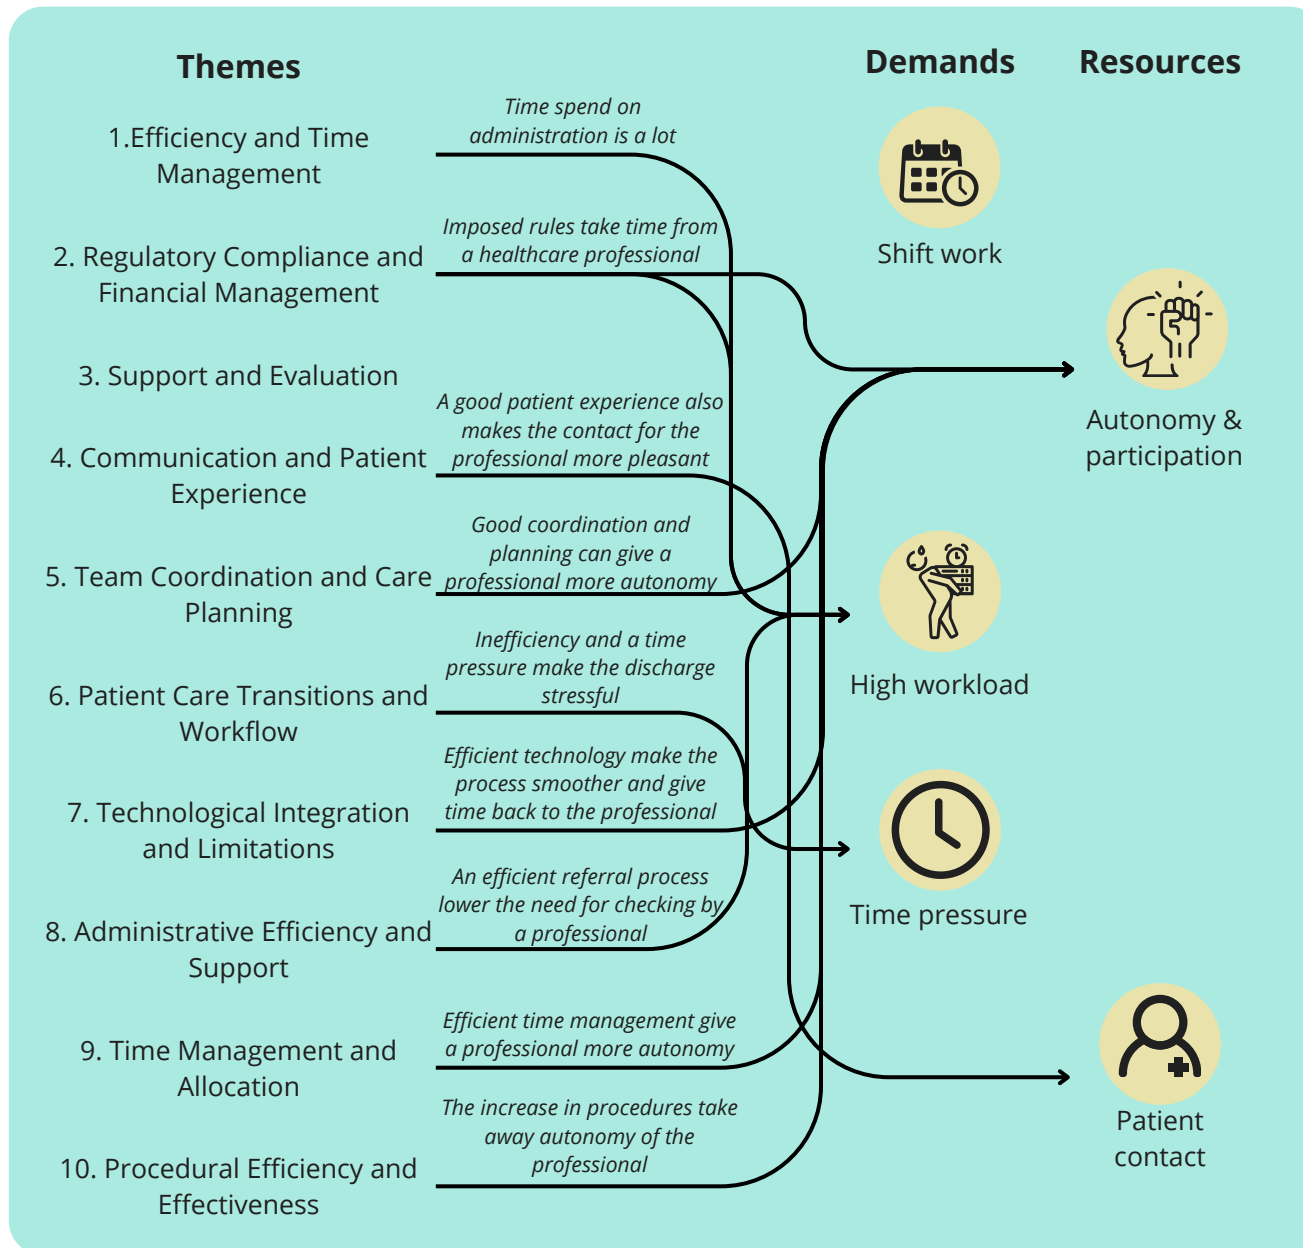 Themes
Demands
Resources
1.Efficiency and Time
Management
Time spend on
administration is a lot
2. Regulatory Compliance and
Financial Management
Imposed rules take time from
a healthcare professional
3. Support and Evaluation
4. Communication and Patient
Experience
A good patient experience also
makes the contact for the
professional more pleasant
5. Team Coordination and Care
Planning
Good coordination and
planning can give a
professional more autonomy
6. Patient Care Transitions and
Workflow
Inefficiency and a time
pressure make the discharge
stressful
7. Technological Integration
and Limitations
Efficient technology make the
process smoother and give
time back to the professional
8. Administrative Efficiency and
Support
An efficient referral process
lower the need for checking by
a professional
9. Time Management and
Allocation
Efficient time management give
a professional more autonomy
10. Procedural Efficiency and
Effectiveness
The increase in procedures take
away autonomy of the
professional
Shift work
High workload
Time pressure
Autonomy &
participation
Patient
contact